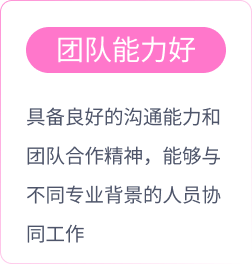 团队能力好
具备良好的沟通能力和
团队合作精神，能够与
不同专业背景的人员协
同工作